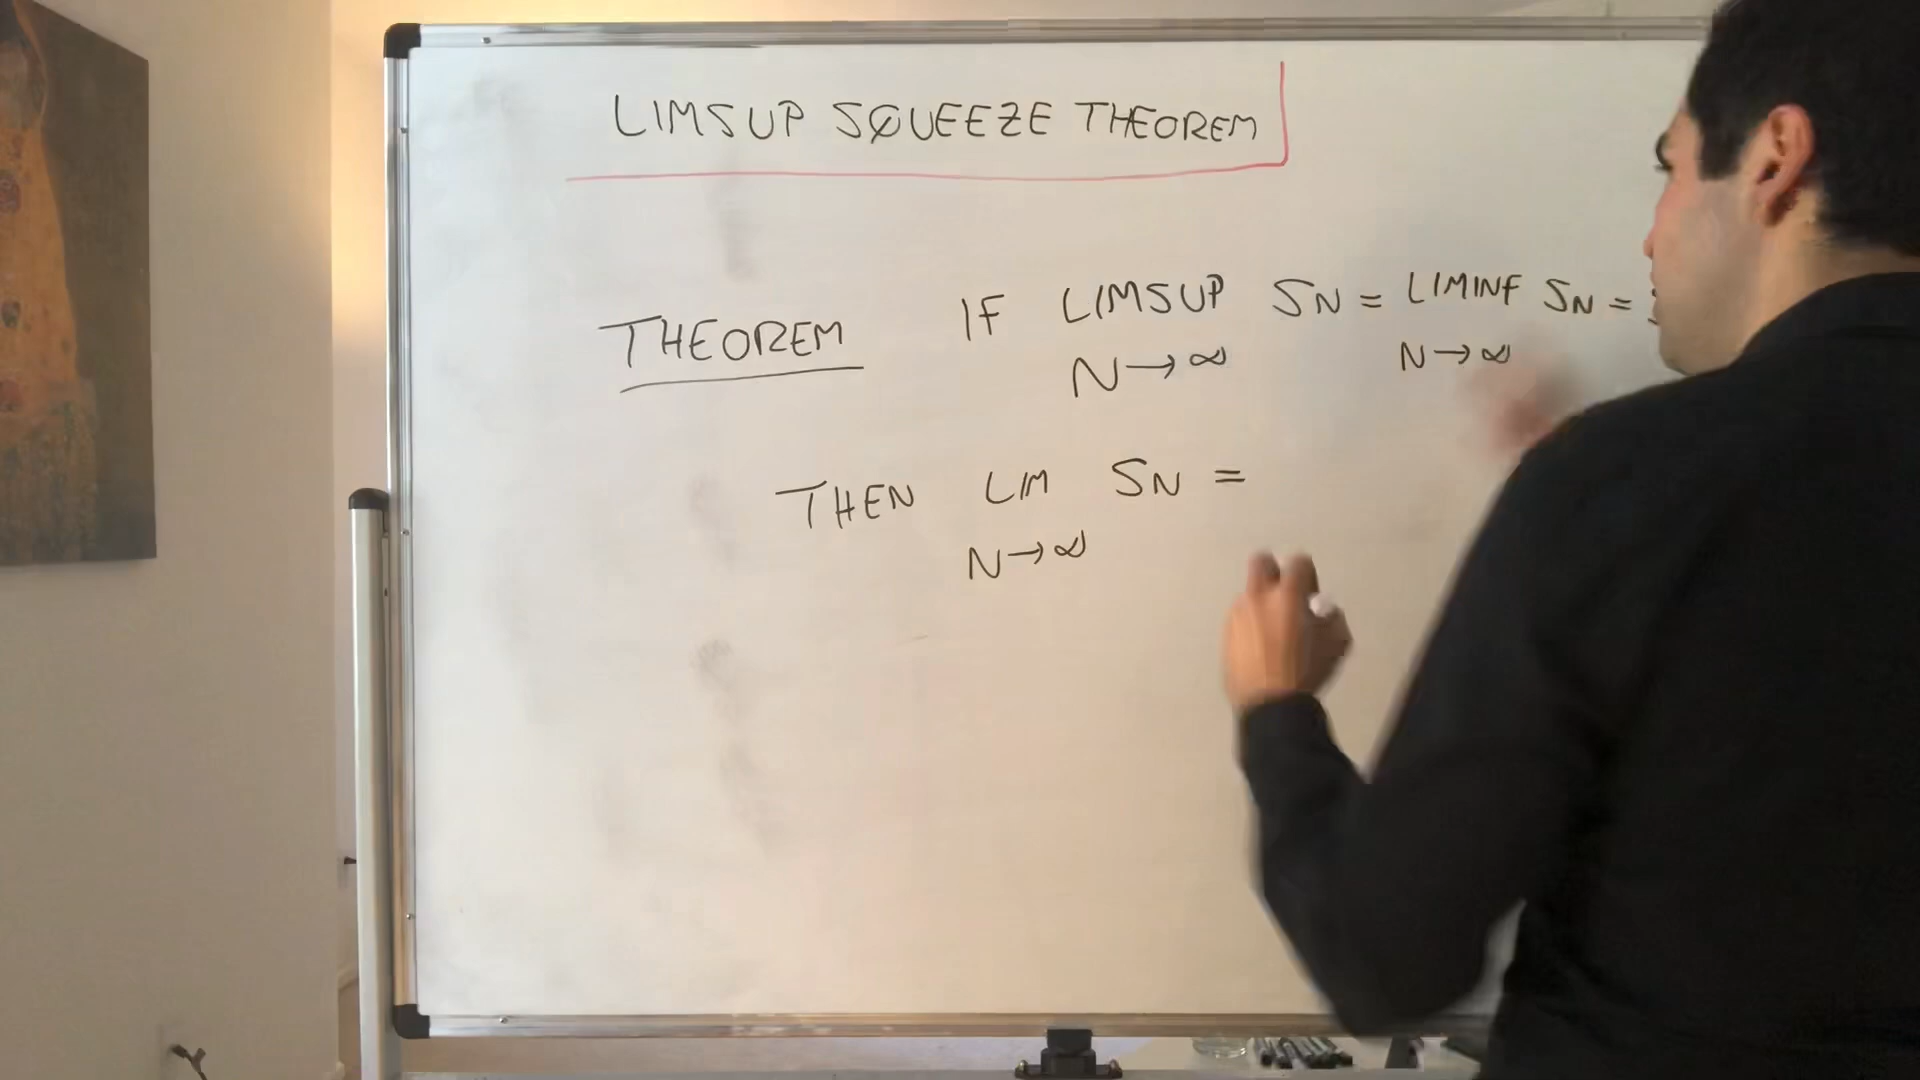 LIMSUP SQUEEZE THEOREM
THEOREM IF LIMSUP SN = LIMINF SN =
N→∞ N→∞
THEN LIM SN =
N→∞